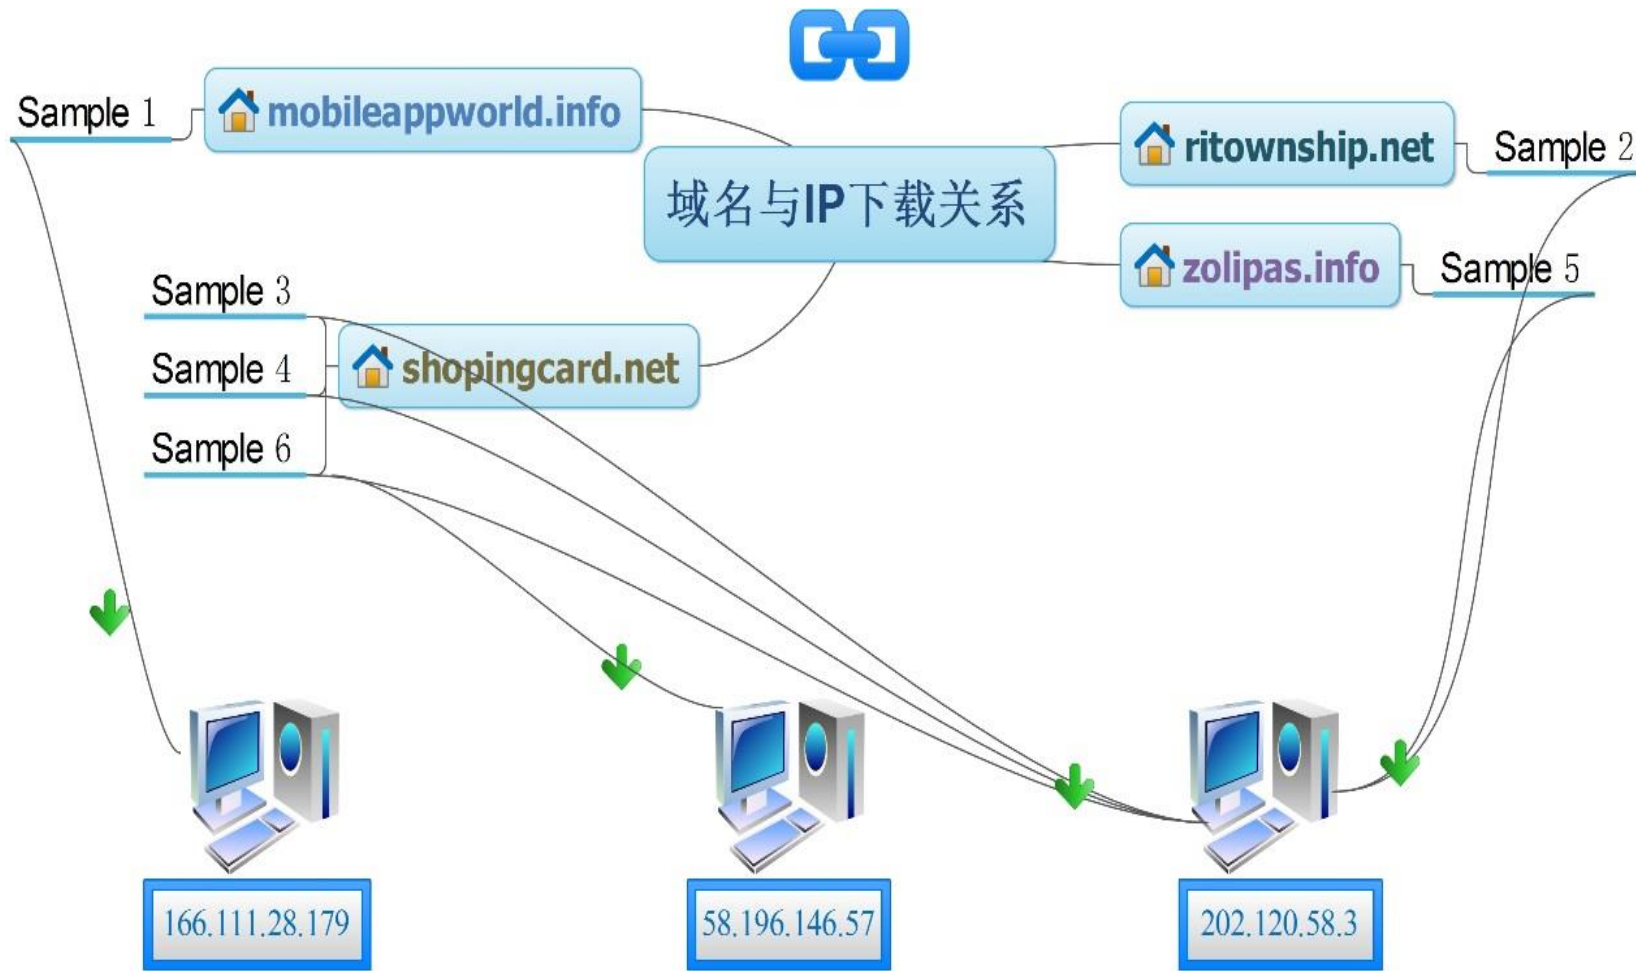 Sample 1
mobileappworld.info
ritownship.net
Sample 2
域名与IP下载关系
zolipas.info
Sample 5
Sample 3
shopingcard.net
Sample 4
Sample 6
166.111.28.179
58.196.146.57
202.120.58.3